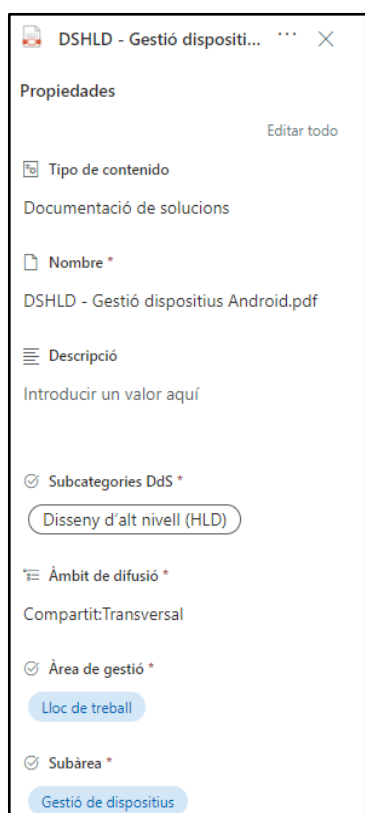 DSHLD - Gestió dispositi... ...
Propiedades
Editar todo
Tipo de contenido
Documentació de solucions
Nombre *
DSHLD - Gestió dispositius Android.pdf
Descripció
Introducir un valor aquí
Subcategories DdS *
Disseny d'alt nivell (HLD)
Àmbit de difusió *
Compartit:Transversal
Àrea de gestió *
Lloc de treball
Subàrea *
Gestió de dispositius